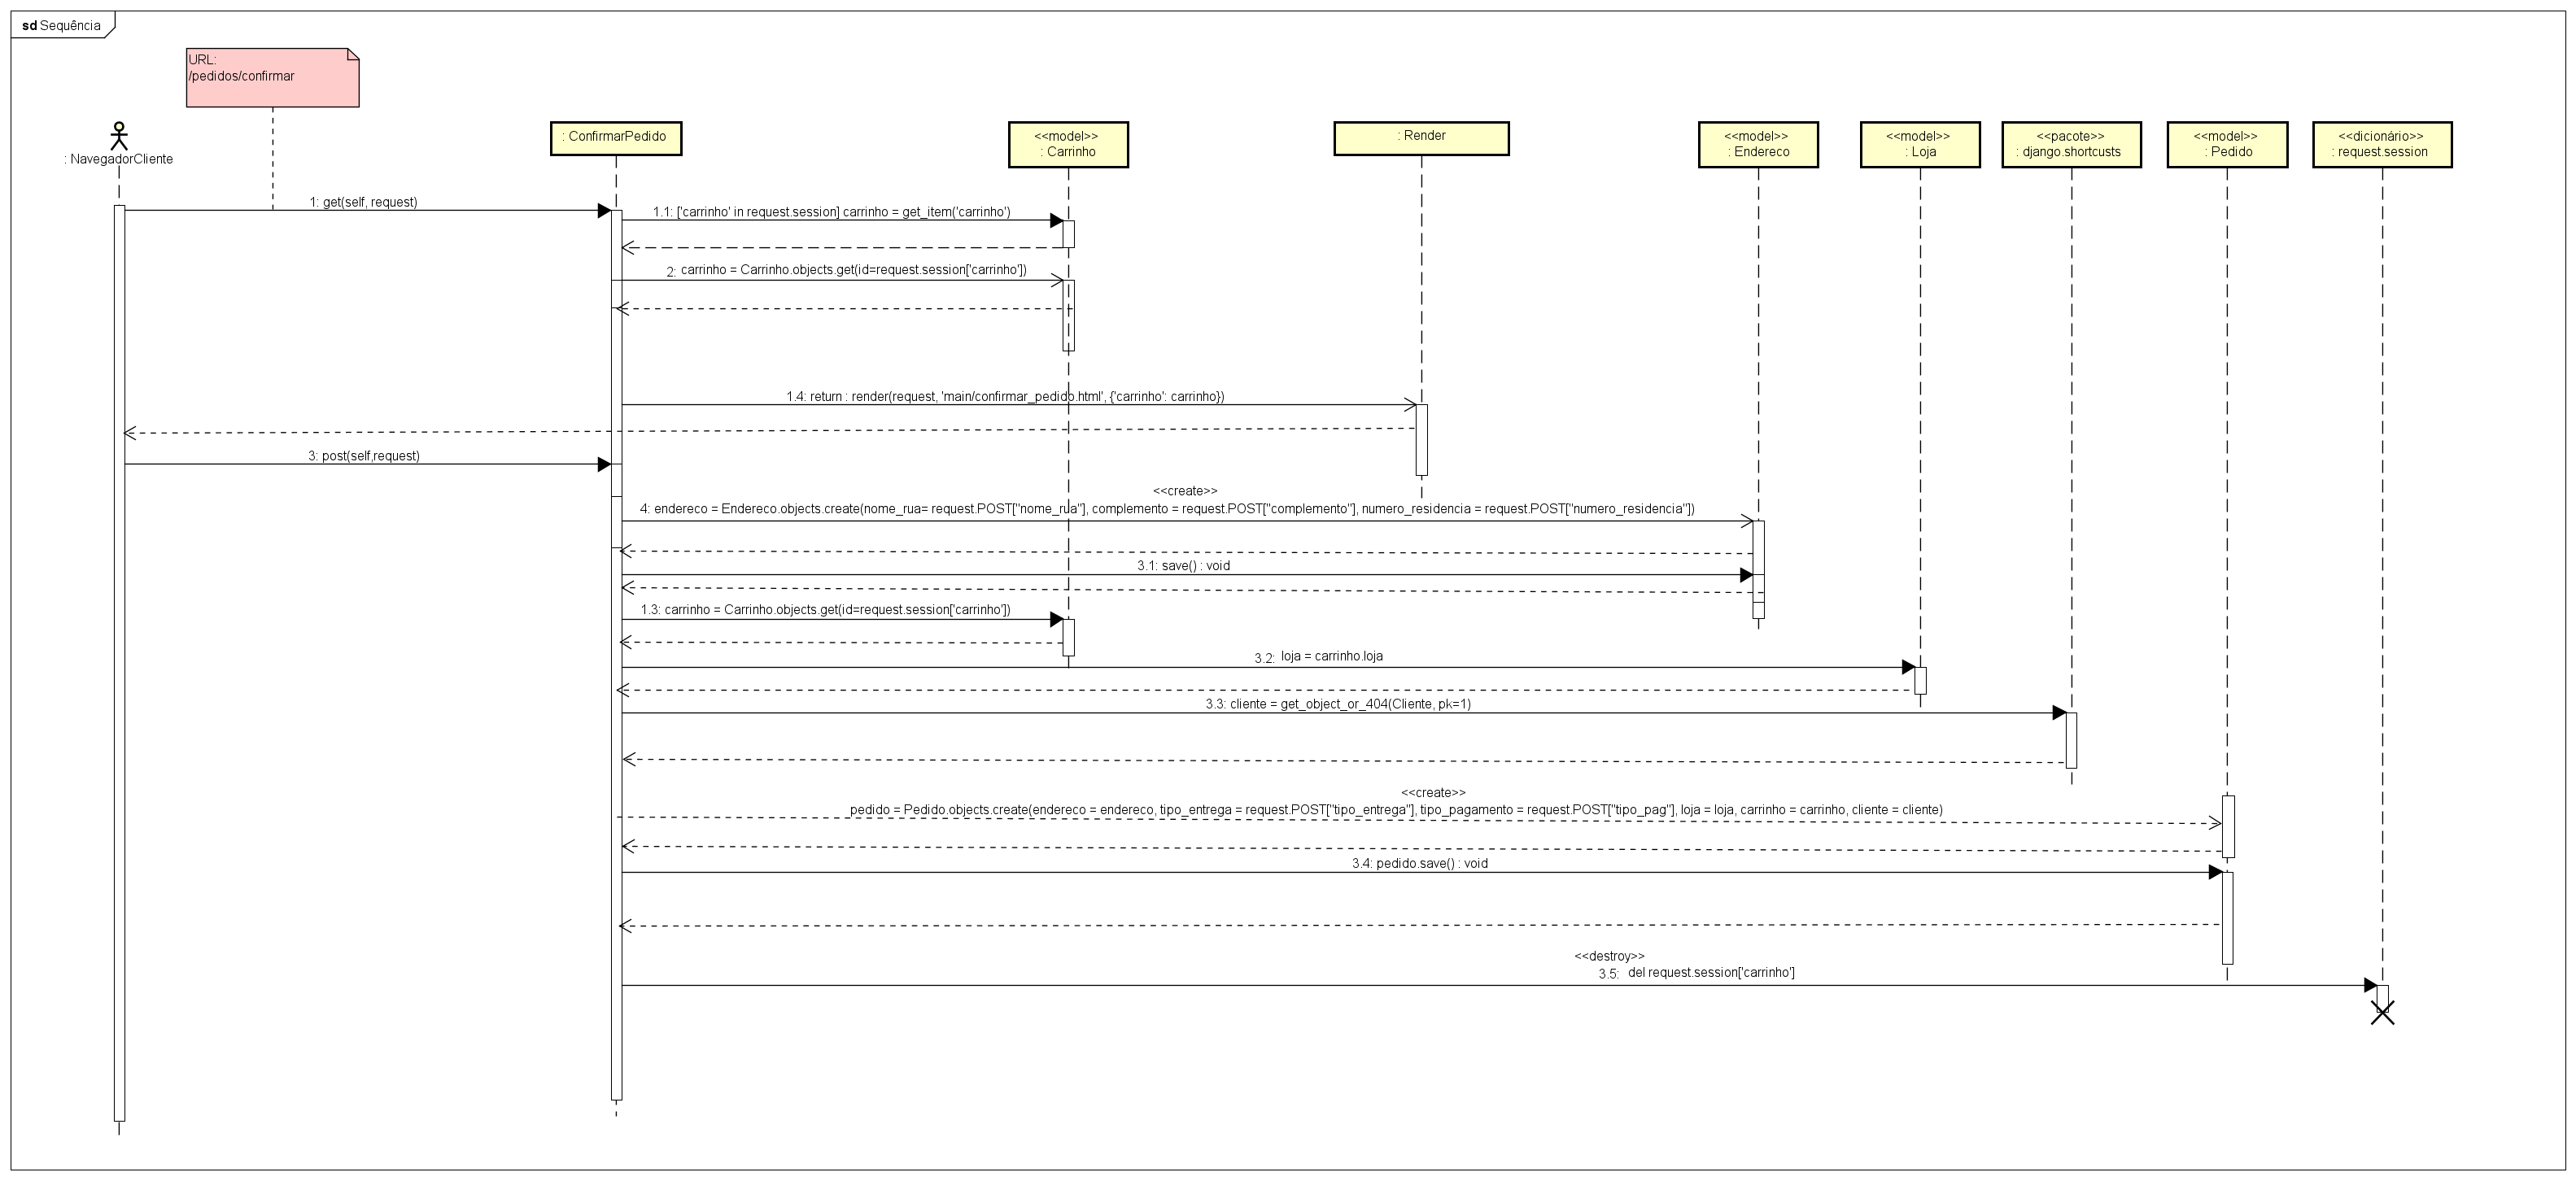 sd Sequência
URL:
/pedidos/confirmar
: NavegadorCliente
: ConfirmarPedido
<<model>>
: Carrinho
: Render
<<model>>
: Endereco
<<model>>
: Loja
<<pacote>>
: django.shortcusts
<<model>>
: Pedido
<<dicionário>>
: request.session
1: get(self, request)
1.1: ['carrinho' in request.session] carrinho = get_item('carrinho')
2: carrinho = Carrinho.objects.get(id=request.session['carrinho'])
1.4: return : render(request, 'main/confirmar_pedido.html', {'carrinho': carrinho})
3: post(self,request)
<<create>>
4: endereco = Endereco.objects.create(nome_rua= request.POST["nome_rua"], complemento = request.POST["complemento"], numero_residencia = request.POST["numero_residencia"])
3.1: save() : void
1.3: carrinho = Carrinho.objects.get(id=request.session['carrinho'])
3.2: loja = carrinho.loja
3.3: cliente = get_object_or_404(Cliente, pk=1)
<<create>>
pedido = Pedido.objects.create(endereco = endereco, tipo_entrega = request.POST["tipo_entrega"], tipo_pagamento = request.POST["tipo_pag"], loja = loja, carrinho = carrinho, cliente = cliente)
3.4: pedido.save() : void
<<destroy>>
3.5: del request.session['carrinho']